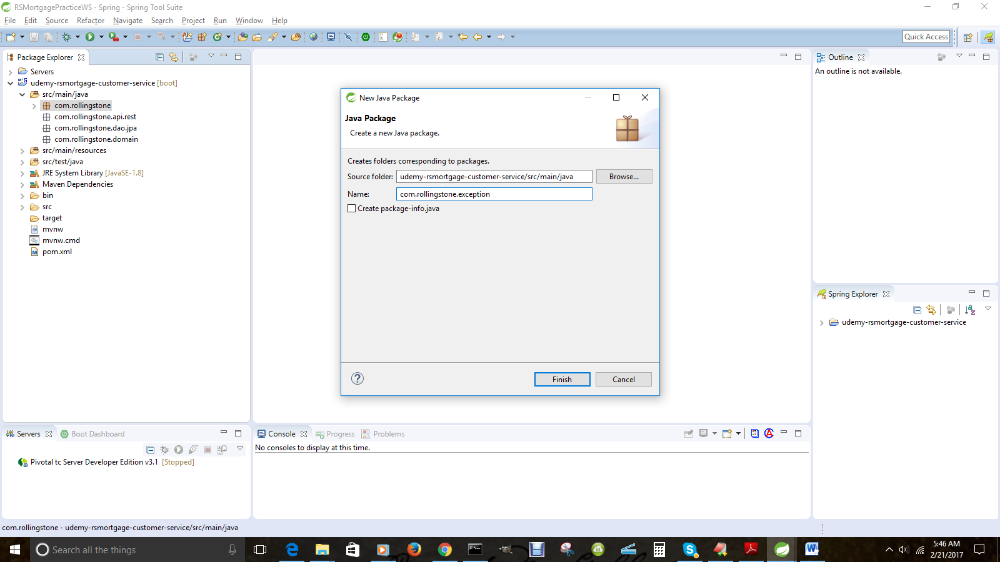 RSMortgagePracticeWS - Spring - Spring Tool Suite
File Edit Source Refactor Navigate Search Project Run Window Help
Quick Access
Package Explorer
Servers
udemy-rsmortgage-customer-service [boot]
src/main/java
com.rollingstone
com.rollingstone.api.rest
com.rollingstone.dao.jpa
com.rollingstone.domain
src/main/resources
src/test/java
JRE System Library [JavaSE-1.8]
Maven Dependencies
bin
src
target
mvnw
mvnw.cmd
pom.xml
New Java Package
Java Package
Create a new Java package.
Creates folders corresponding to packages.
Source folder: udemy-rsmortgage-customer-service/src/main/java Browse...
Name: com.rollingstone.exception
Create package-info.java
Finish Cancel
Outline
An outline is not available.
Spring Explorer
udemy-rsmortgage-customer-service
Servers Boot Dashboard
Pivotal tc Server Developer Edition v3.1 [Stopped]
Console Progress Problems
No consoles to display at this time.
com.rollingstone - udemy-rsmortgage-customer-service/src/main/java
Search all the things
5:46 AM
2/21/2017